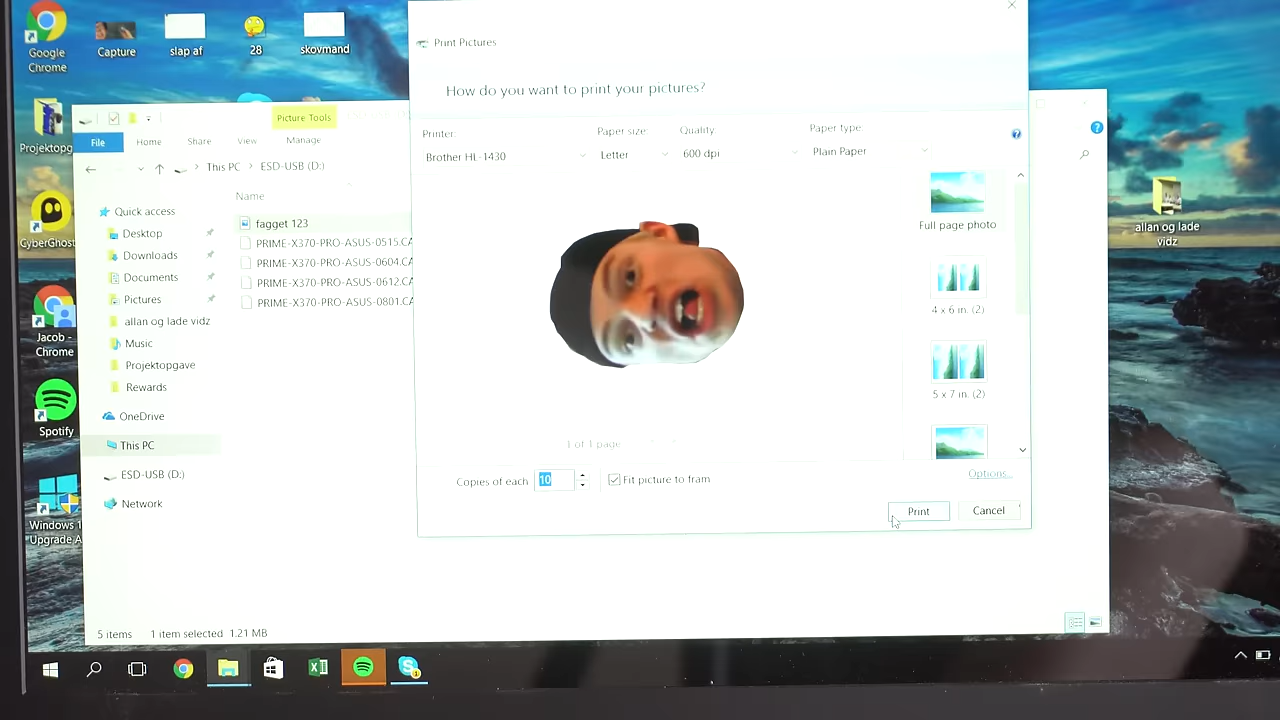 Google
Chrome
Capture
slap af
28
skovmand
Projektopg
CyberGhost
Jacob -
Chrome
Spotify
Windows 1
Upgrade A
Picture Tools
File
Home
Share
View
Manage
This PC
ESD-USB (D:)
Quick access
Desktop
Downloads
Documents
Pictures
allan og lade vidz
Music
Projektopgave
Rewards
OneDrive
This PC
ESD-USB (D:)
Network
Name
fagget 123
PRIME-X370-PRO-ASUS-0515.CA
PRIME-X370-PRO-ASUS-0604.CA
PRIME-X370-PRO-ASUS-0612.CA
PRIME-X370-PRO-ASUS-0801.CA
5 items 1 item selected 1.21 MB
Print Pictures
How do you want to print your pictures?
Printer:
Paper size:
Quality:
Paper type:
Brother HL-1430
Letter
600 dpi
Plain Paper
Full page photo
4 x 6 in. (2)
5 x 7 in. (2)
1 of 1 page
Copies of each
10
Fit picture to fram
Options...
Print
Cancel
allan og lade
vidz